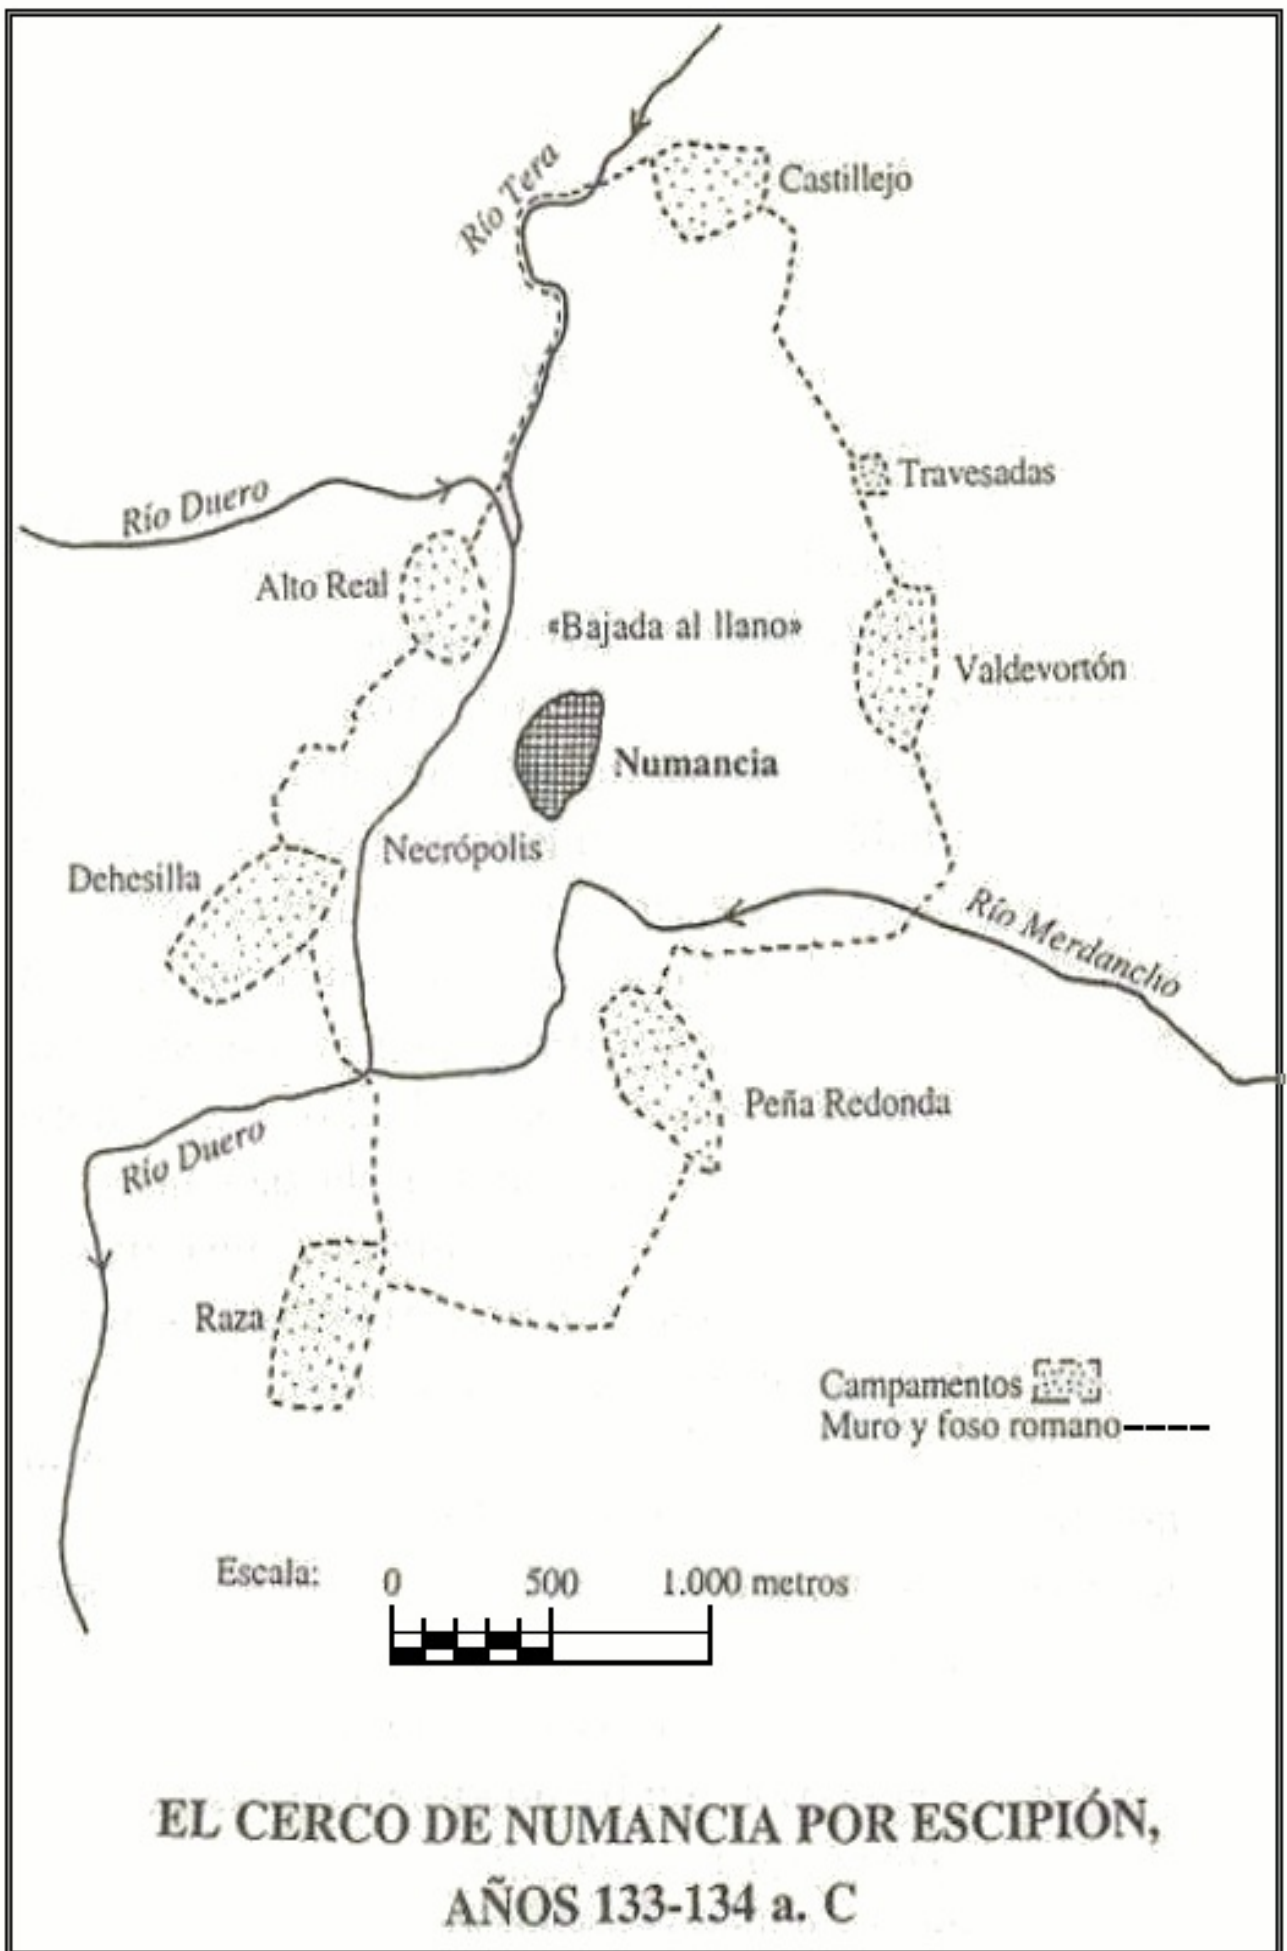 Río Tera
Castillejo
Travesadas
Río Duero
Alto Real
«Bajada al llano»
Valdevortón
Numancia
Necrópolis
Dehesilla
Río Merdancho
Peña Redonda
Río Duero
Raza
Campamentos
Muro y foso romano
Escala: 0 500 1.000 metros
EL CERCO DE NUMANCIA POR ESCIPIÓN,
AÑOS 133-134 a. C